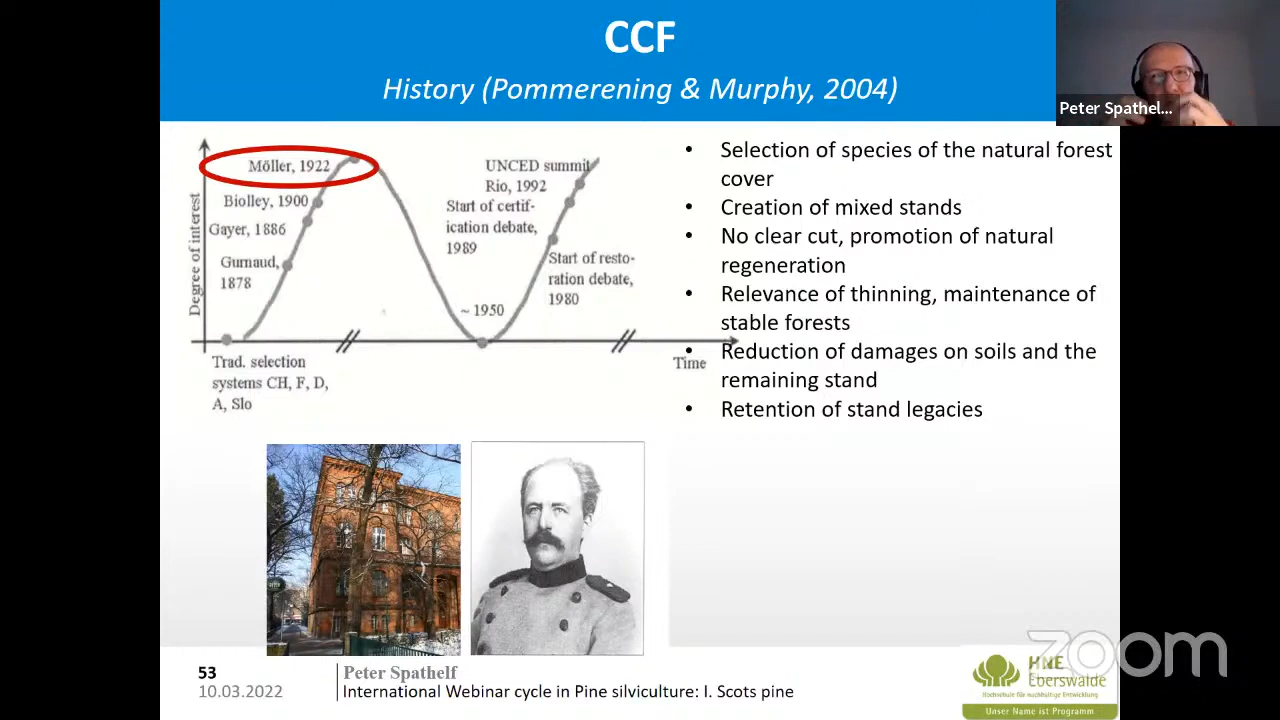 CCF
History (Pommerening & Murphy, 2004)
Peter Spathel...
Möller, 1922
Biolley, 1900
Gayer, 1886
Gurnaud,
1878
Degree of interest
UNCED summit
Rio, 1992
Start of certif-
ication debate,
1989
Start of resto-
ration debate,
1980
~ 1950
Time
Trad. selection
systems CH, F, D,
A, Slo
• Selection of species of the natural forest
cover
• Creation of mixed stands
• No clear cut, promotion of natural
regeneration
• Relevance of thinning, maintenance of
stable forests
• Reduction of damages on soils and the
remaining stand
• Retention of stand legacies
53
10.03.2022
Peter Spathelf
International Webinar cycle in Pine silviculture: I. Scots pine
zoom
HNE
Eberswalde
Hochschule für nachhaltige Entwicklung
Unser Name ist Programm